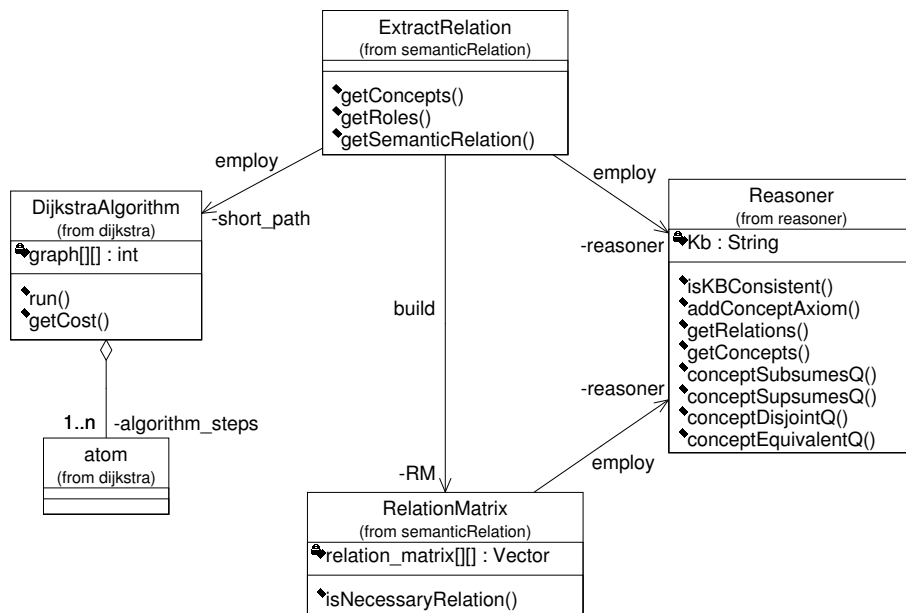 ExtractRelation
(from semanticRelation)
getConcepts()
getRoles()
getSemanticRelation()
employ
-short_path
DijkstraAlgorithm
(from dijkstra)
graph[][] : int
run()
getCost()
1..n
-algorithm_steps
atom
(from dijkstra)
build
-RM
employ
-reasoner
Reasoner
(from reasoner)
Kb : String
isKBConsistent()
addConceptAxiom()
getRelations()
getConcepts()
conceptSubsumesQ()
conceptSupsumesQ()
conceptDisjointQ()
conceptEquivalentQ()
-reasoner
employ
RelationMatrix
(from semanticRelation)
relation_matrix[][] : Vector
isNecessaryRelation()